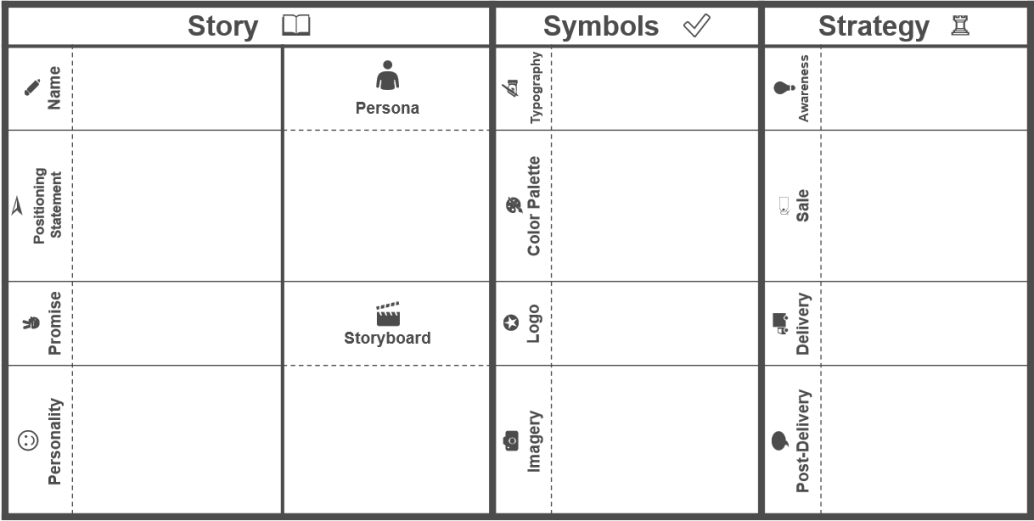 Story
Symbols
Strategy
Name
Persona
Typography
Awareness
Positioning
Statement
Color Palette
Sale
Promise
Storyboard
Logo
Delivery
Personality
Imagery
Post-Delivery